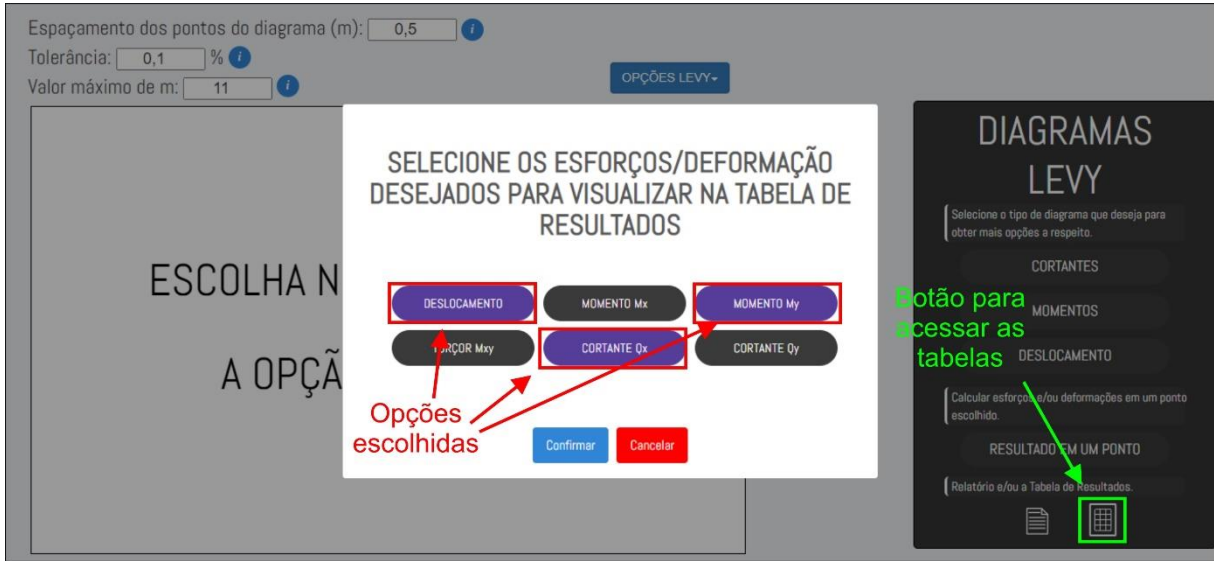 Espaçamento dos pontos do diagrama (m): 0,5 i
Tolerância: 0,1 % i
Valor máximo de m: 11 i
OPÇÕES LEVY
SELECIONE OS ESFORÇOS/DEFORMAÇÃO
DESEJADOS PARA VISUALIZAR NA TABELA DE
RESULTADOS
DESLOCAMENTO
MOMENTO Mx
MOMENTO My
TORÇOR Mxy
CORTANTE Qx
CORTANTE Qy
Opções
escolhidas
Confirmar
Cancelar
ESCOLHA N
A OPÇÃ
DIAGRAMAS
LEVY
Selecione o tipo de diagrama que deseja para
obter mais opções a respeito.
CORTANTES
Botão para
acessar as
tabelas
MOMENTOS
DESLOCAMENTO
Calcular esforços e/ou deformações em um ponto
escolhido.
RESULTADO EM UM PONTO
Relatório e/ou a Tabela de Resultados.